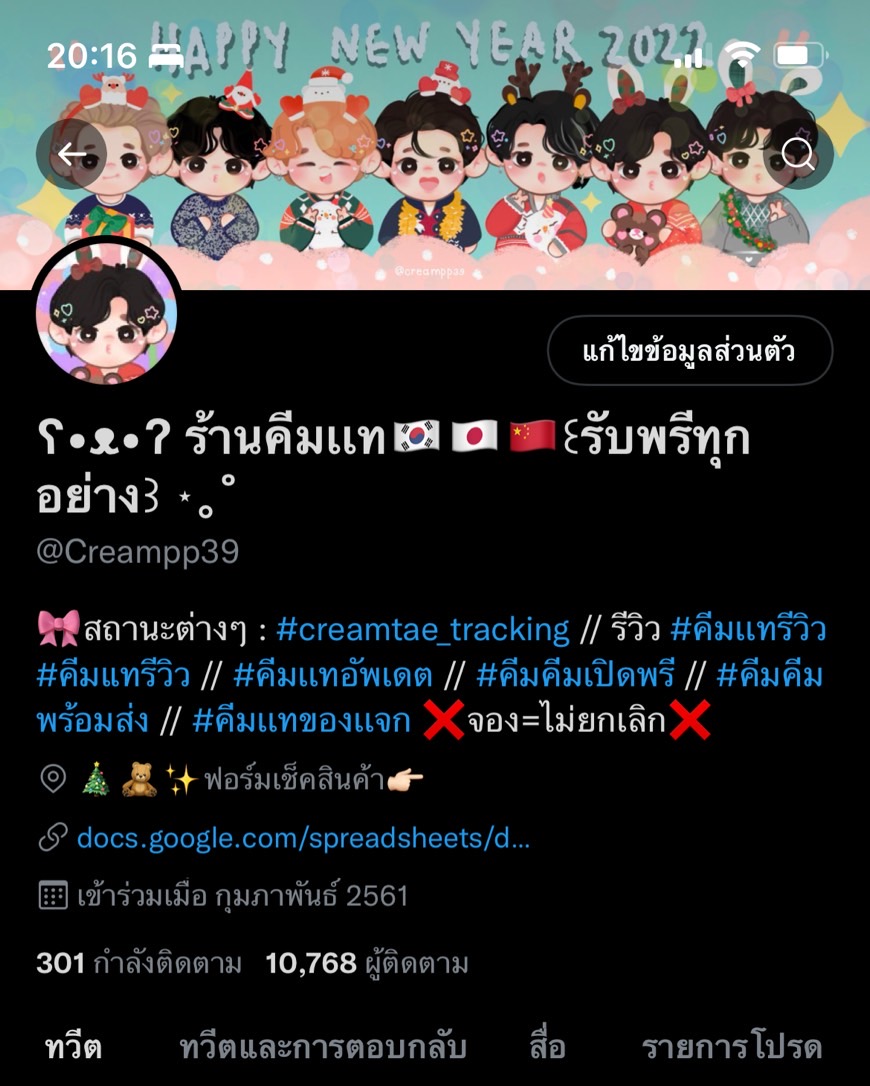 HAPPY NEW YEAR 2022
20:16
@creamppas
แก้ไขข้อมูลส่วนตัว
ʕ•ᴥ•ʔ ร้านคีมแท🇰🇷🇯🇵🇨🇳꒰รับพรีทุก
อย่าง꒱ ⋆｡˚
@Creampp39
🎀สถานะต่างๆ : #creamtae_tracking // รีวิว #คีมแทรีวิว
#คีมแทรีวิว // #คีมแทอัพเดต // #คีมคีมเปิดพรี // #คีมคีม
พร้อมส่ง // #คีมแทของแจก ❌จอง=ไม่ยกเลิก❌
🎄🧸✨ฟอร์มเช็คสินค้า👉🏻
docs.google.com/spreadsheets/d...
เข้าร่วมเมื่อ กุมภาพันธ์ 2561
301 กำลังติดตาม 10,768 ผู้ติดตาม
ทวีต ทวีตและการตอบกลับ สื่อ รายการโปรด